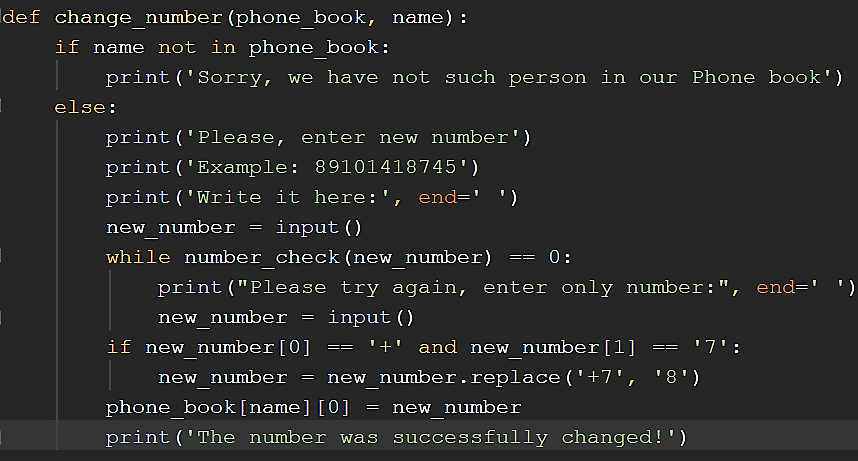 def change_number(phone_book, name):
    if name not in phone_book:
        print('Sorry, we have not such person in our Phone book')
    else:
        print('Please, enter new number')
        print('Example: 89101418745')
        print('Write it here:', end=' ')
        new_number = input()
        while number_check(new_number) == 0:
            print("Please try again, enter only number:", end=' ')
            new_number = input()
        if new_number[0] == '+' and new_number[1] == '7':
            new_number = new_number.replace('+7', '8')
        phone_book[name][0] = new_number
        print('The number was successfully changed!')